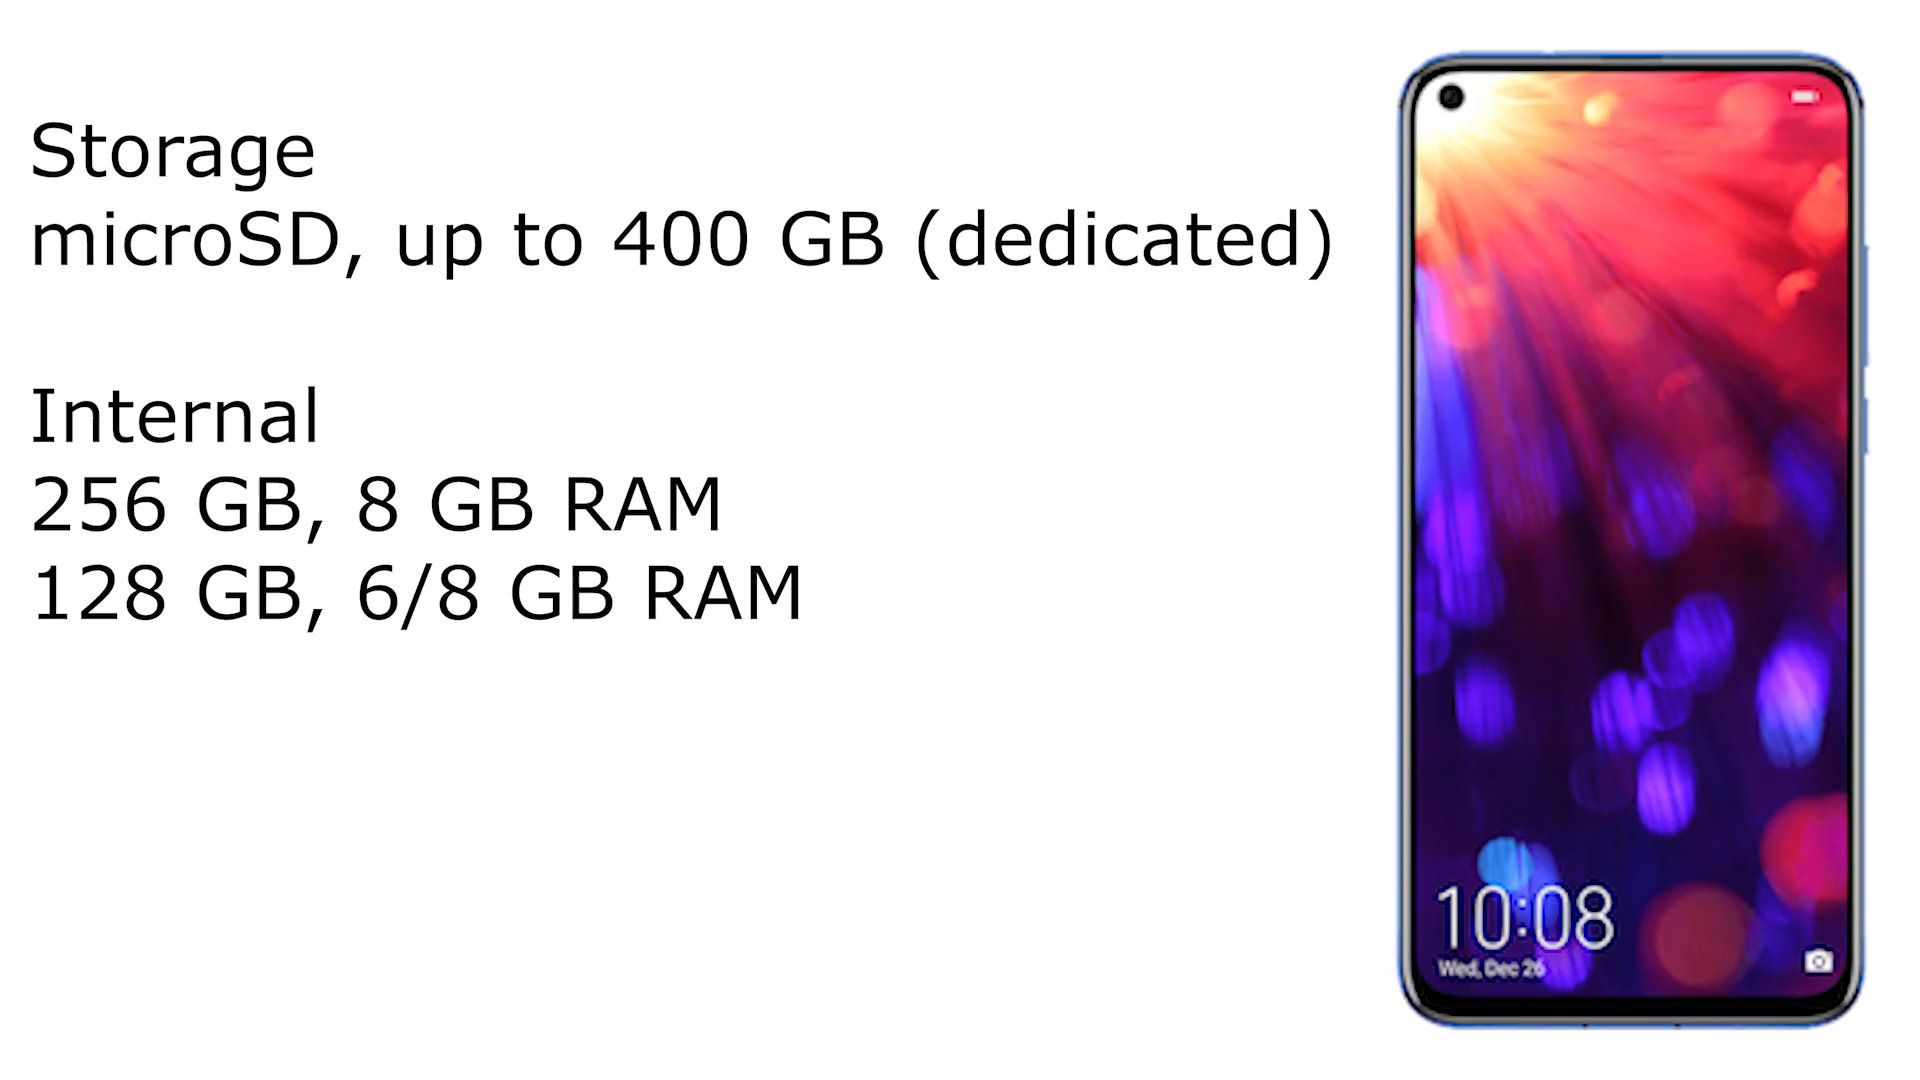 Storage
microSD, up to 400 GB (dedicated)
Internal
256 GB, 8 GB RAM
128 GB, 6/8 GB RAM
10:08
Wed, Dec 26